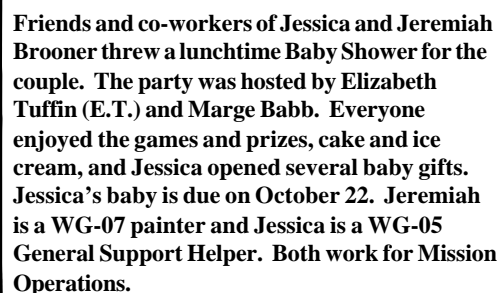 Friends and co-workers of Jessica and Jeremiah
Brooner threw a lunchtime Baby Shower for the
couple.  The party was hosted by Elizabeth
Tuffin (E.T.) and Marge Babb.  Everyone
enjoyed the games and prizes, cake and ice
cream, and Jessica opened several baby gifts.
Jessica's baby is due on October 22.  Jeremiah
is a WG-07 painter and Jessica is a WG-05
General Support Helper.  Both work for Mission
Operations.